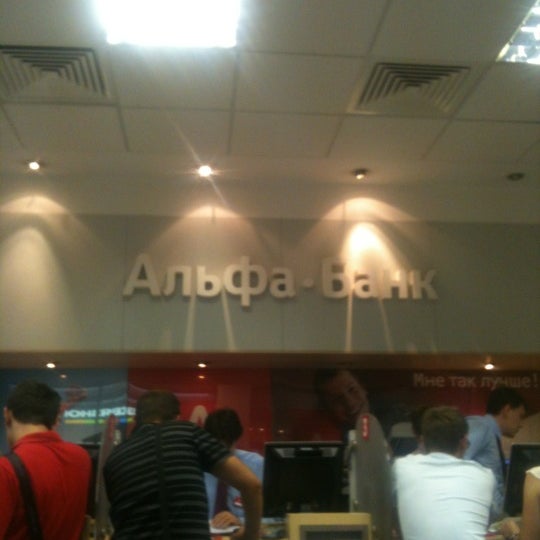 Альфа·Банк
Мне так лучше!